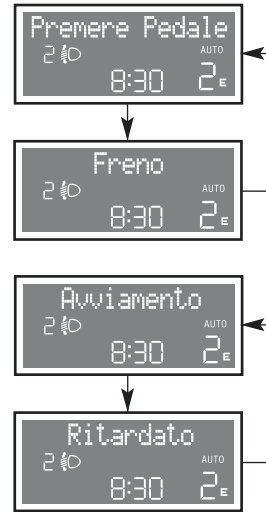 Premere Pedale
2 AUTO
8:30 2E
Freno
2 AUTO
8:30 2E
Avviamento
2 AUTO
8:30 2E
Ritardato
2 AUTO
8:30 2E